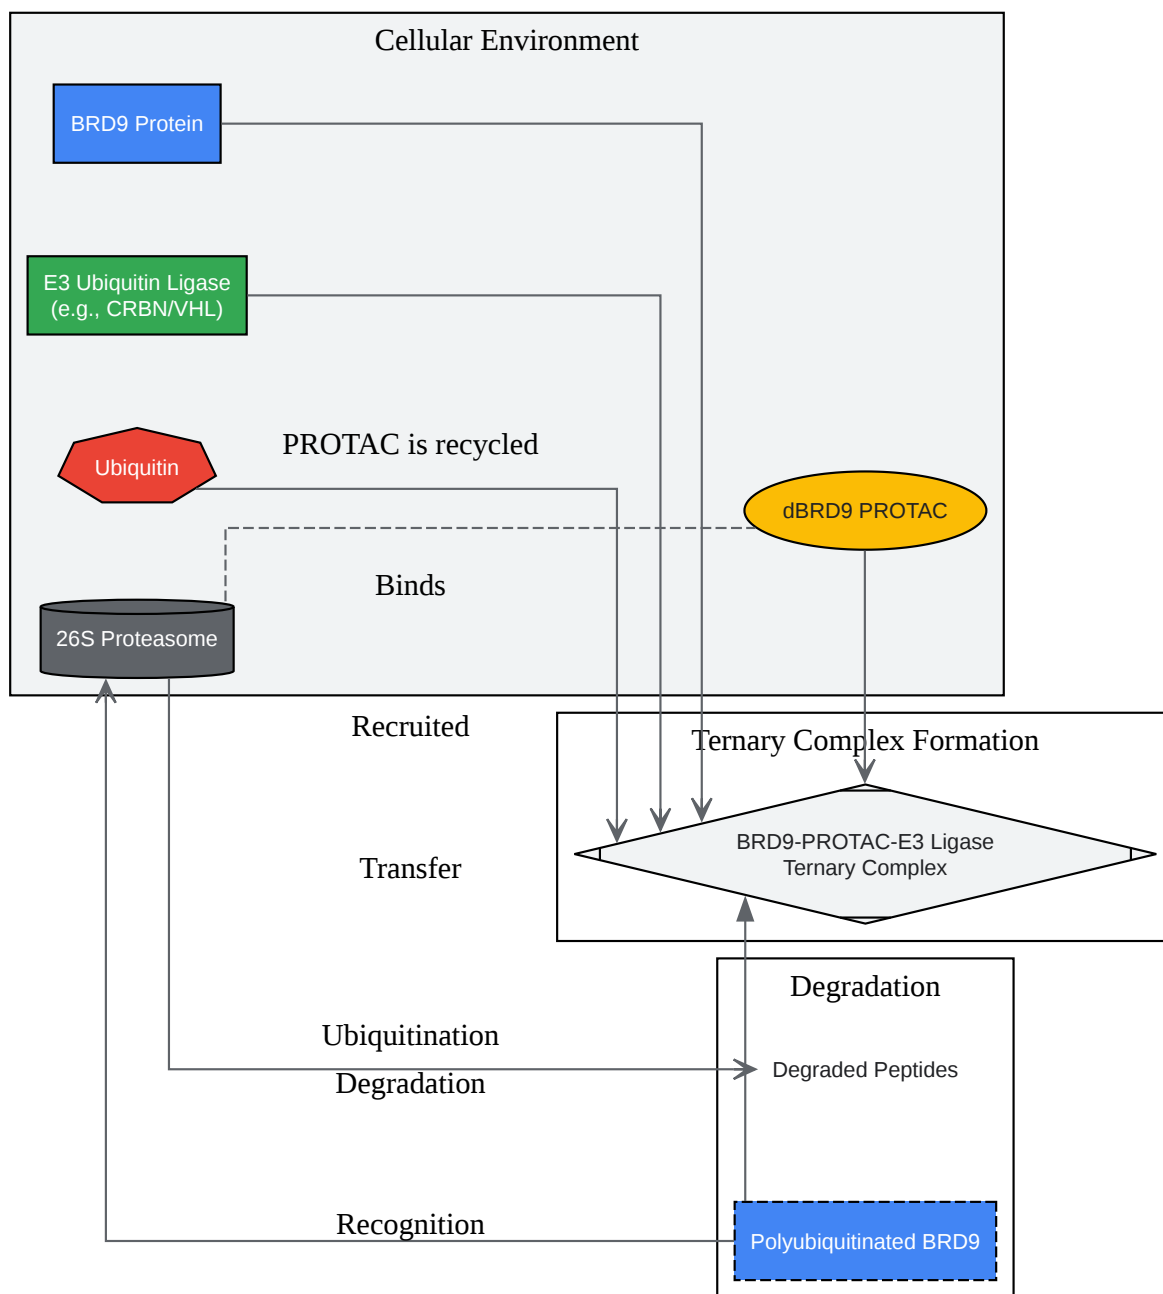 Cellular Environment
BRD9 Protein
E3 Ubiquitin Ligase
(e.g., CRBN/VHL)
PROTAC is recycled
Ubiquitin
dBRD9 PROTAC
Binds
26S Proteasome
Recruited
Ternary Complex Formation
BRD9-PROTAC-E3 Ligase
Ternary Complex
Transfer
Degradation
Ubiquitination
Degraded Peptides
Degradation
Recognition
Polyubiquitinated BRD9